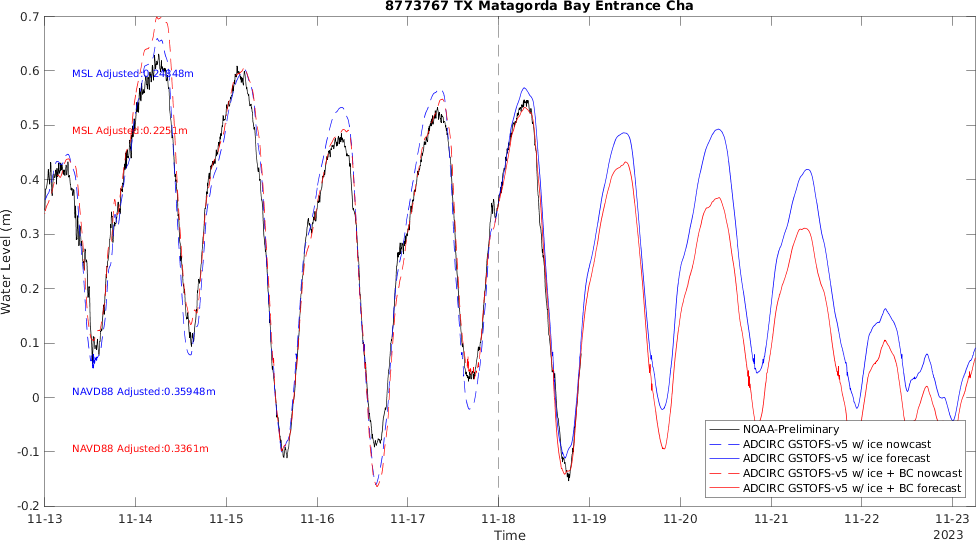 8773767 TX Matagorda Bay Entrance Cha
Water Level (m)
0.7
0.6
0.5
0.4
0.3
0.2
0.1
0
-0.1
-0.2
MSL Adjusted:0.24848m
MSL Adjusted:0.2251m
NAVD88 Adjusted:0.35948m
NAVD88 Adjusted:0.3361m
NOAA-Preliminary
ADCIRC GSTOFS-v5 w/ ice nowcast
ADCIRC GSTOFS-v5 w/ ice forecast
ADCIRC GSTOFS-v5 w/ ice + BC nowcast
ADCIRC GSTOFS-v5 w/ ice + BC forecast
11-13 11-14 11-15 11-16 11-17 11-18 11-19 11-20 11-21 11-22 11-23
Time
2023